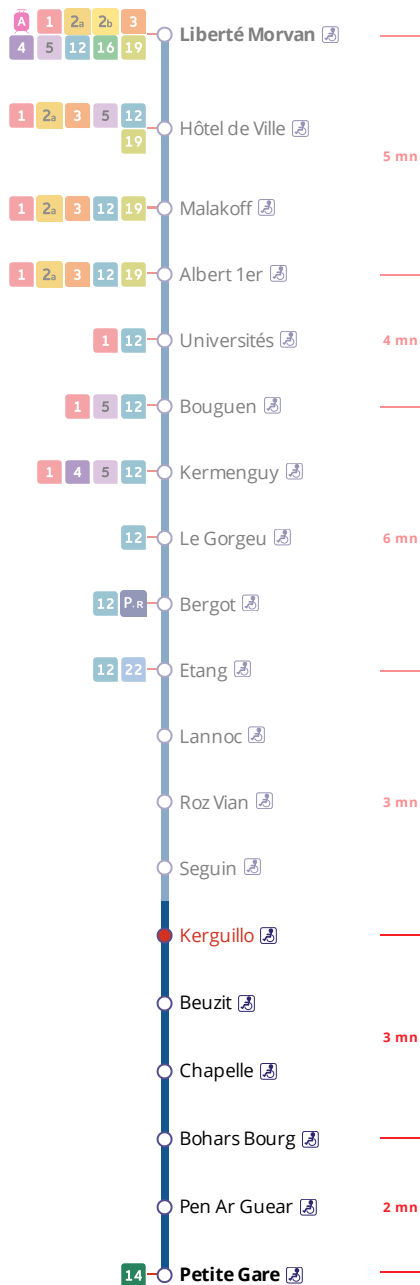 A 1 2a 2b 3
4 5 12 16 19
Liberté Morvan
1 2a 3 5 12
19
Hôtel de Ville
5 mn
1 2a 3 12 19 Malakoff
1 2a 3 12 19 Albert 1er
1 12 Universités 4 mn
1 5 12 Bouguen
1 4 5 12 Kermenguy
12 Le Gorgeu 6 mn
12 P.R Bergot
12 22 Etang
Lannoc
Roz Vian 3 mn
Seguin
Kerguillo
Beuzit
3 mn
Chapelle
Bohars Bourg
Pen Ar Guear 2 mn
14 Petite Gare